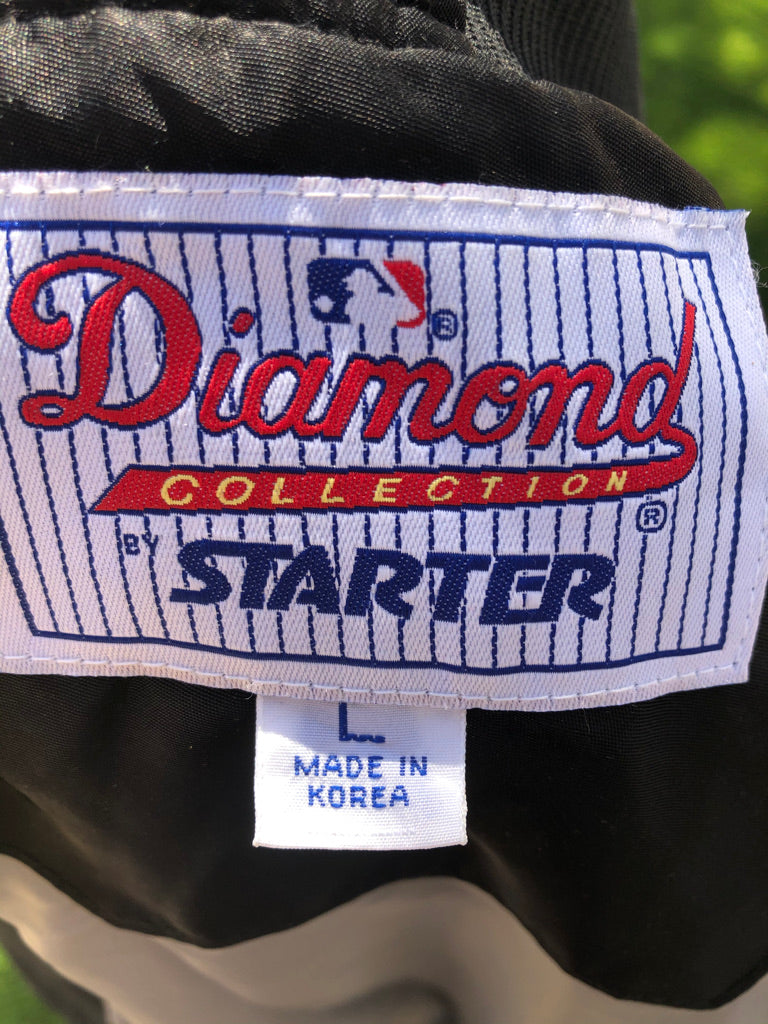 ®
Diamond
COLLECTION
®
BY STARTER
L
MADE IN
KOREA